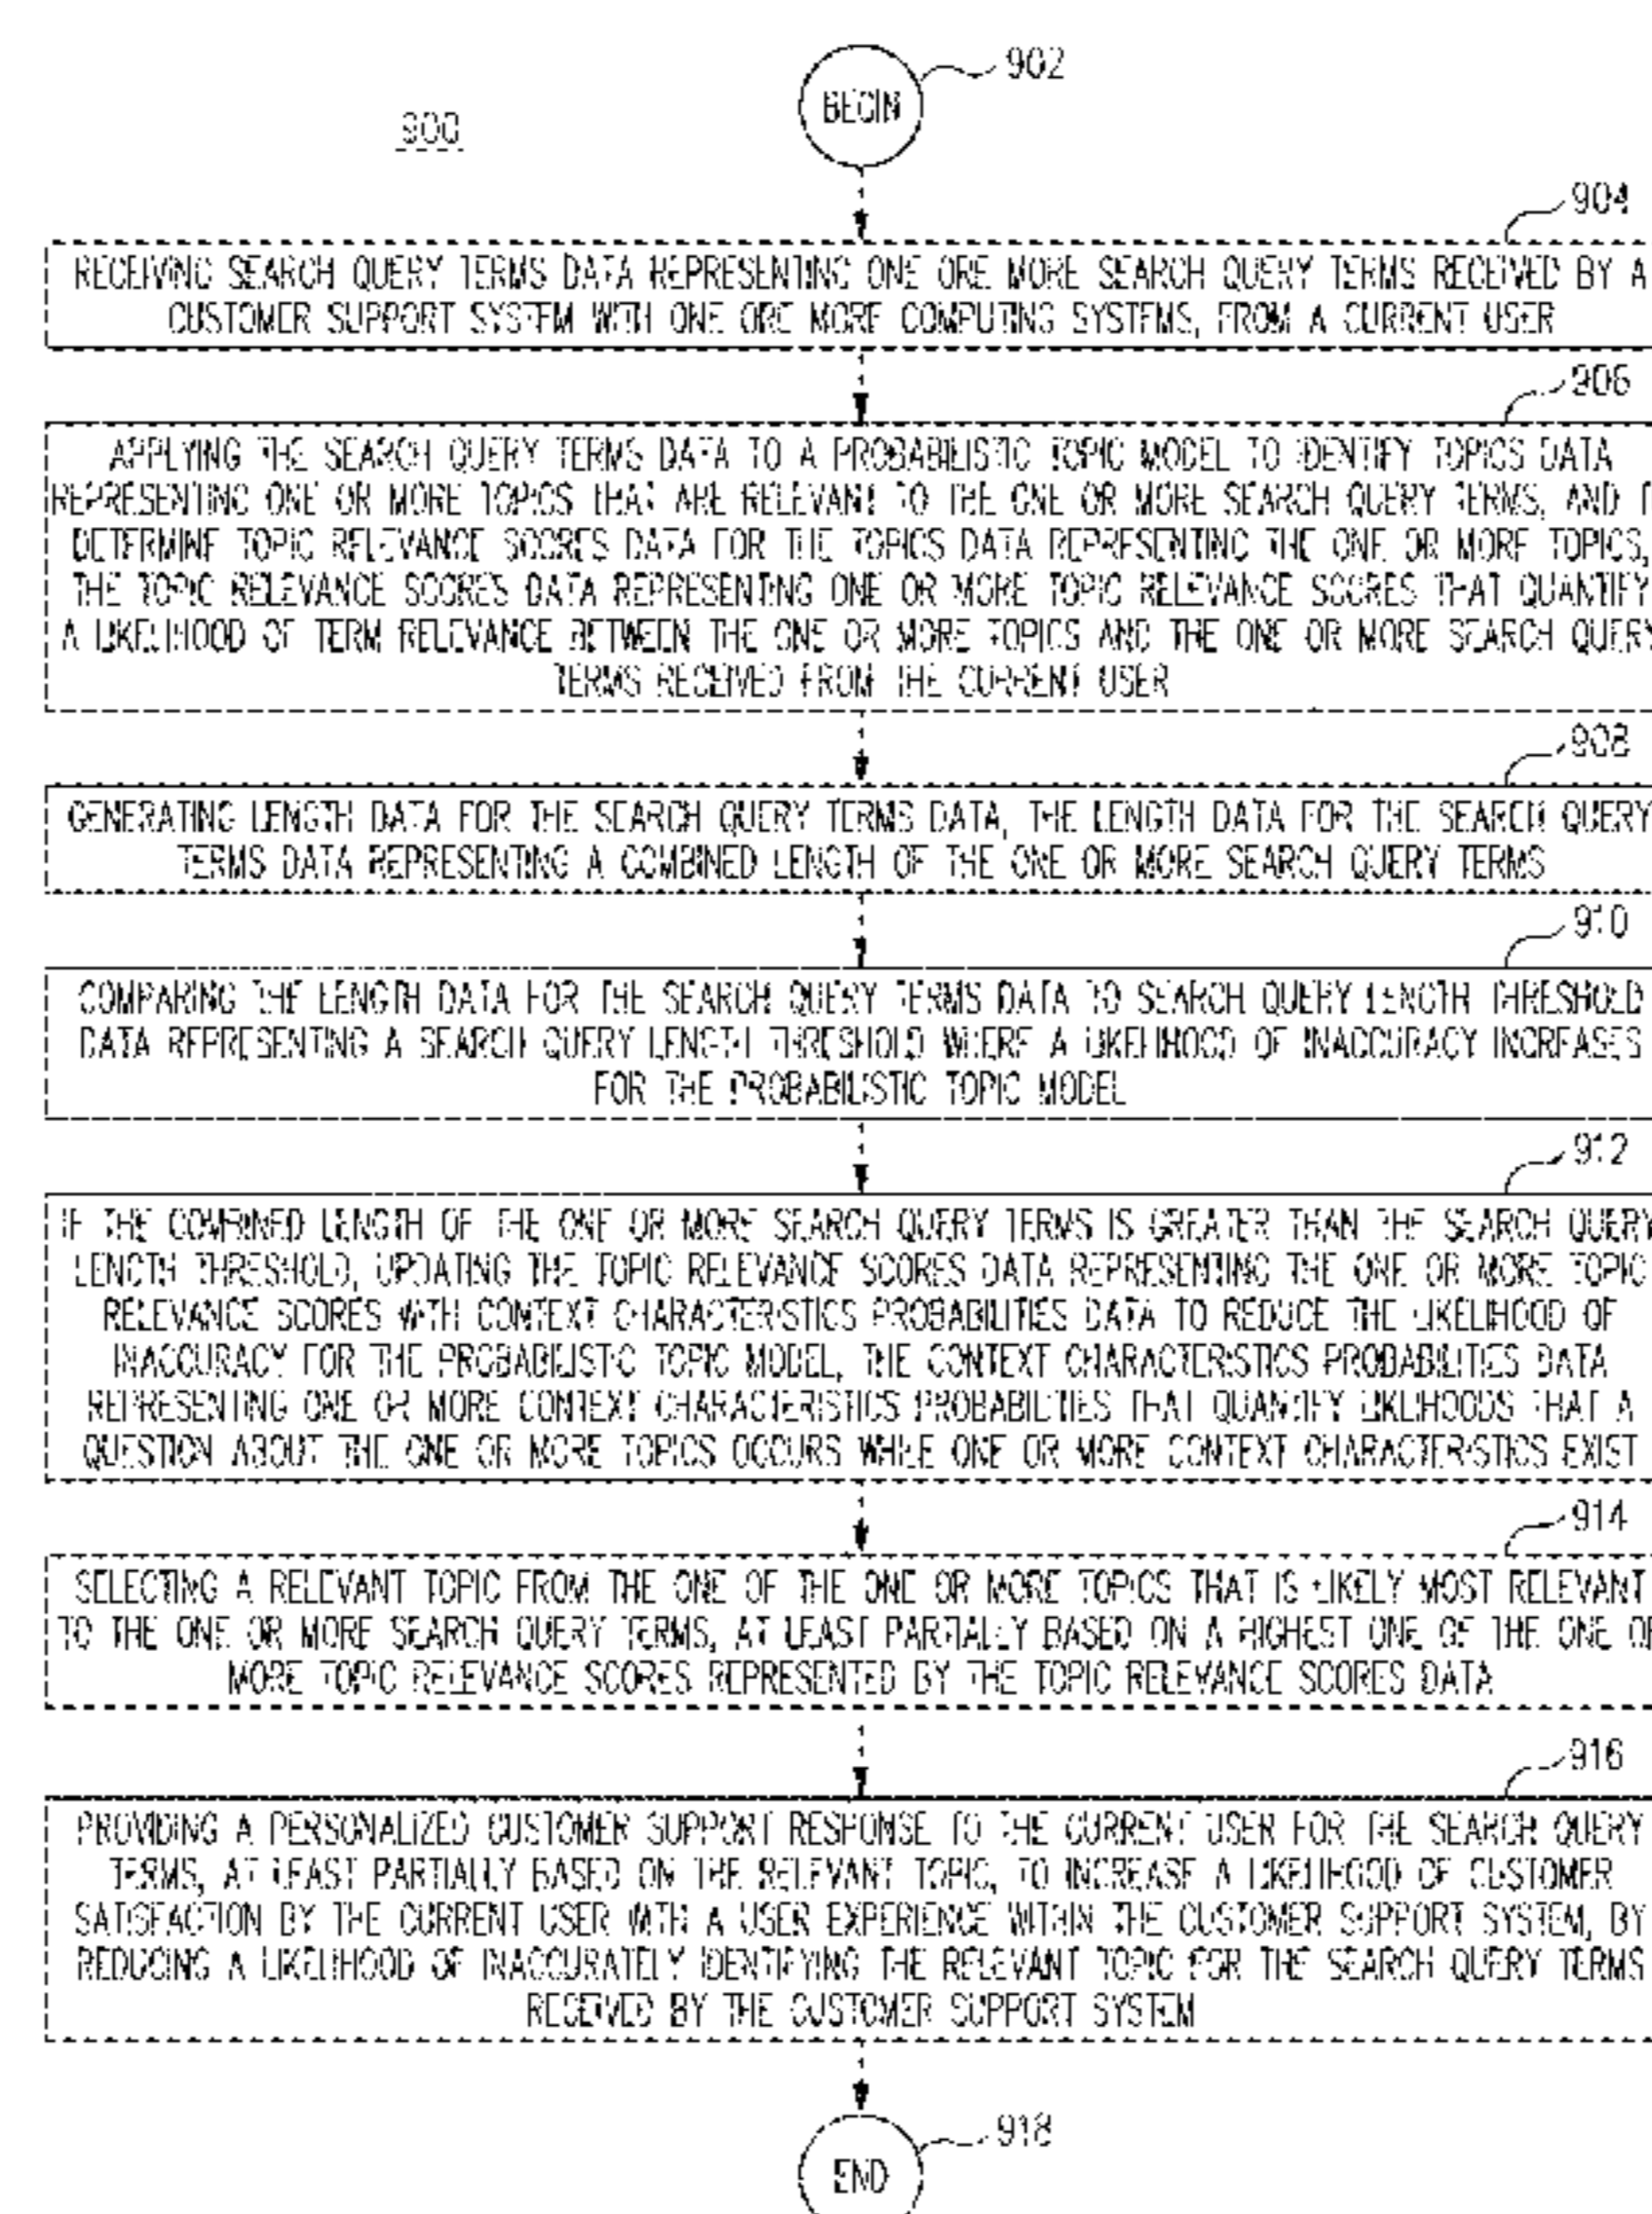 902
BEGIN
900
904
RECEIVING SEARCH QUERY TERMS DATA REPRESENTING ONE ORE MORE SEARCH QUERY TERMS RECEIVED BY A
CUSTOMER SUPPORT SYSTEM WITH ONE ORE MORE COMPUTING SYSTEMS, FROM A CURRENT USER
906
APPLYING THE SEARCH QUERY TERMS DATA TO A PROBABILISTIC TOPIC MODEL TO IDENTIFY TOPICS DATA
REPRESENTING ONE OR MORE TOPICS THAT ARE RELEVANT TO THE ONE OR MORE SEARCH QUERY TERMS, AND
DETERMINE TOPIC RELEVANCE SCORES DATA FOR THE TOPICS DATA REPRESENTING THE ONE OR MORE TOPICS,
THE TOPIC RELEVANCE SCORES DATA REPRESENTING ONE OR MORE TOPIC RELEVANCE SCORES THAT QUANTIFY
A LIKELIHOOD OF TERM RELEVANCE BETWEEN THE ONE OR MORE TOPICS AND THE ONE OR MORE SEARCH QUERY
TERMS RECEIVED FROM THE CURRENT USER
908
GENERATING LENGTH DATA FOR THE SEARCH QUERY TERMS DATA, THE LENGTH DATA FOR THE SEARCH QUERY
TERMS DATA REPRESENTING A COMBINED LENGTH OF THE ONE OR MORE SEARCH QUERY TERMS
910
COMPARING THE LENGTH DATA FOR THE SEARCH QUERY TERMS DATA TO SEARCH QUERY LENGTH THRESHOLD
DATA REPRESENTING A SEARCH QUERY LENGTH THRESHOLD WHERE A LIKELIHOOD OF INACCURACY INCREASES
FOR THE PROBABILISTIC TOPIC MODEL
912
IF THE COMBINED LENGTH OF THE ONE OR MORE SEARCH QUERY TERMS IS GREATER THAN THE SEARCH QUERY
LENGTH THRESHOLD, UPDATING THE TOPIC RELEVANCE SCORES DATA REPRESENTING THE ONE OR MORE TOPIC
RELEVANCE SCORES WITH CONTEXT CHARACTERISTICS PROBABILITIES DATA TO REDUCE THE LIKELIHOOD OF
INACCURACY FOR THE PROBABILISTIC TOPIC MODEL, THE CONTEXT CHARACTERISTICS PROBABILITIES DATA
REPRESENTING ONE OR MORE CONTEXT CHARACTERISTICS PROBABILITIES THAT QUANTIFY LIKLIHOODS THAT A
QUESTION ABOUT THE ONE OR MORE TOPICS OCCURS WHILE ONE OR MORE CONTEXT CHARACTERISTICS EXIST
914
SELECTING A RELEVANT TOPIC FROM THE ONE OF THE ONE OR MORE TOPICS THAT IS LIKELY MOST RELEVANT
TO THE ONE OR MORE SEARCH QUERY TERMS, AT LEAST PARTIALLY BASED ON A HIGHEST ONE OF THE ONE OR
MORE TOPIC RELEVANCE SCORES REPRESENTED BY THE TOPIC RELEVANCE SCORES DATA
916
PROVIDING A PERSONALIZED CUSTOMER SUPPORT RESPONSE TO THE CURRENT USER FOR THE SEARCH QUERY
TERMS, AT LEAST PARTIALLY BASED ON THE RELEVANT TOPIC, TO INCREASE A LIKELIHOOD OF CUSTOMER
SATISFACTION BY THE CURRENT USER WITH A USER EXPERIENCE WITHIN THE CUSTOMER SUPPORT SYSTEM, BY
REDUCING A LIKELIHOOD OF INACCURATELY IDENTIFYING THE RELEVANT TOPIC FOR THE SEARCH QUERY TERMS
RECEIVED BY THE CUSTOMER SUPPORT SYSTEM
918
END